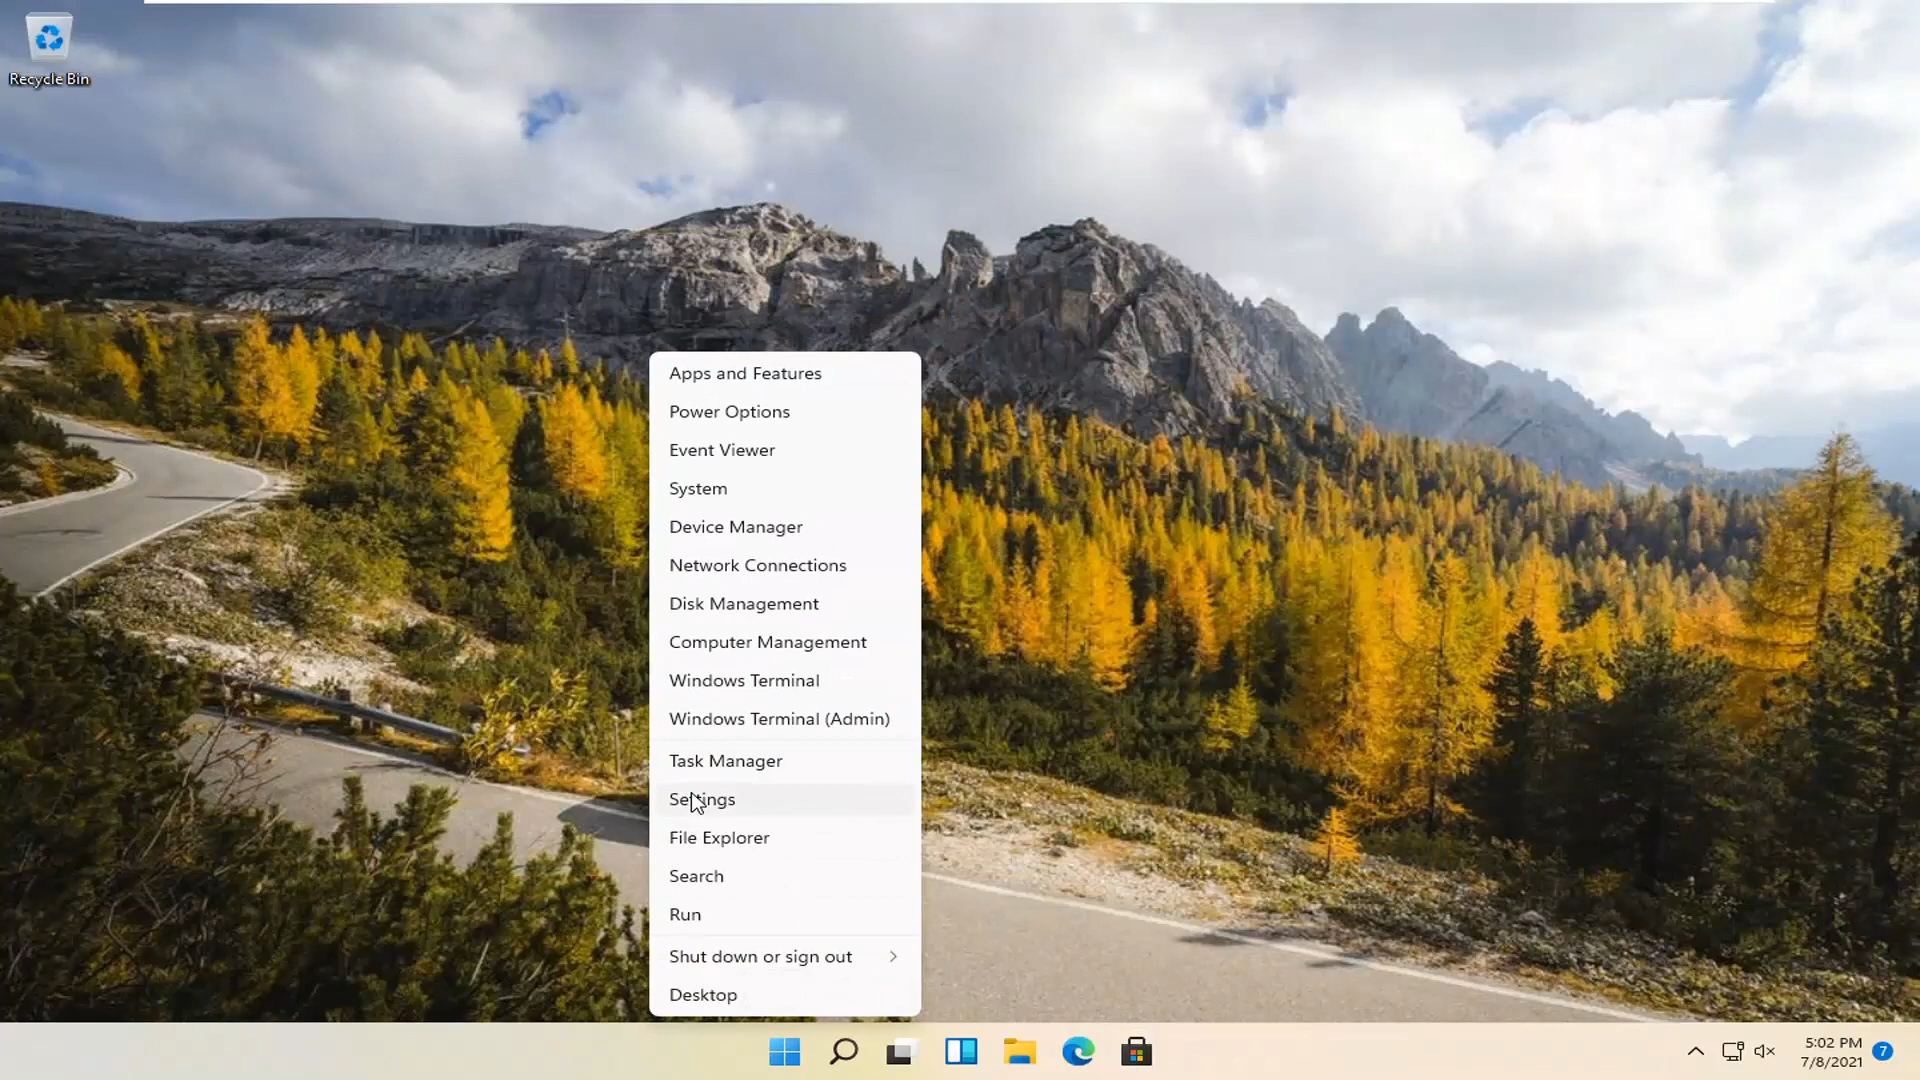 Recycle Bin
Apps and Features
Power Options
Event Viewer
System
Device Manager
Network Connections
Disk Management
Computer Management
Windows Terminal
Windows Terminal (Admin)
Task Manager
Settings
File Explorer
Search
Run
Shut down or sign out
Desktop
5:02 PM
7/8/2021
7